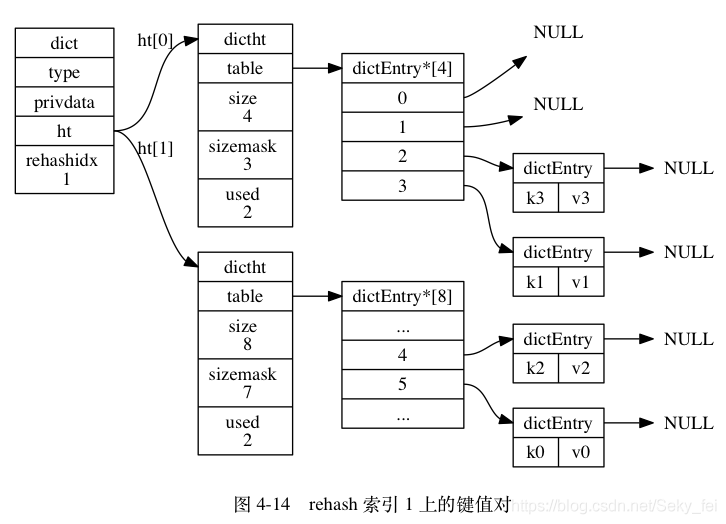 dict
type
privdata
ht
rehashidx
1
ht[0]
ht[1]
dictht
table
size
4
sizemask
3
used
2
dictht
table
size
8
sizemask
7
used
2
dictEntry*[4]
0
1
2
3
dictEntry*[8]
...
4
5
...
NULL
NULL
dictEntry
k3 v3
NULL
dictEntry
k1 v1
NULL
dictEntry
k2 v2
NULL
dictEntry
k0 v0
NULL
图 4-14 rehash 索引 1 上的键值对
https://blog.csdn.net/Seky_fei